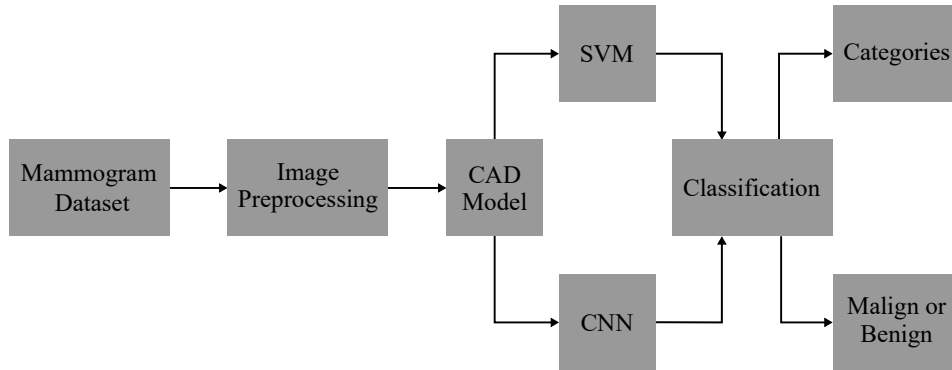 Mammogram
Dataset
Image
Preprocessing
CAD
Model
SVM
CNN
Classification
Categories
Malign or
Benign